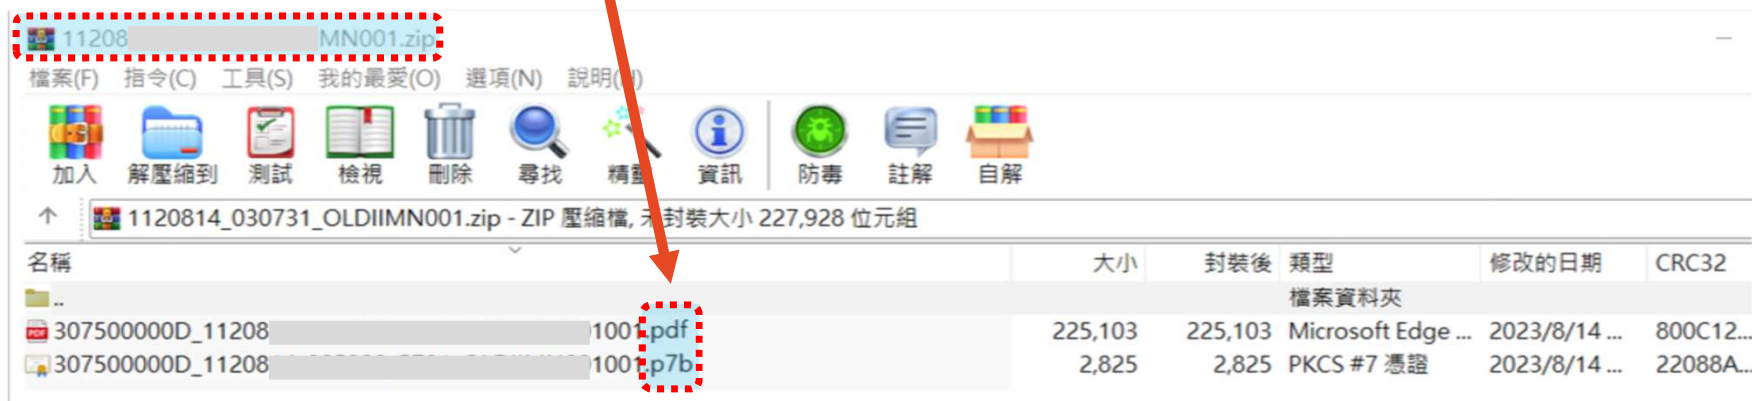 11208 MN001.zip
檔案(F) 指令(C) 工具(S) 我的最愛(O) 選項(N) 說明(H)
加入 解壓縮到 測試 檢視 刪除 尋找 精靈 資訊 防毒 註解 自解
1120814_030731_OLDIIMN001.zip - ZIP 壓縮檔, 未封裝大小 227,928 位元組
名稱 大小 封裝後 類型 修改的日期 CRC32
.. 檔案資料夾
307500000D_11208 1001.pdf 225,103 225,103 Microsoft Edge ... 2023/8/14 ... 800C12...
307500000D_11208 1001.p7b 2,825 2,825 PKCS #7 憑證 2023/8/14 ... 22088A...